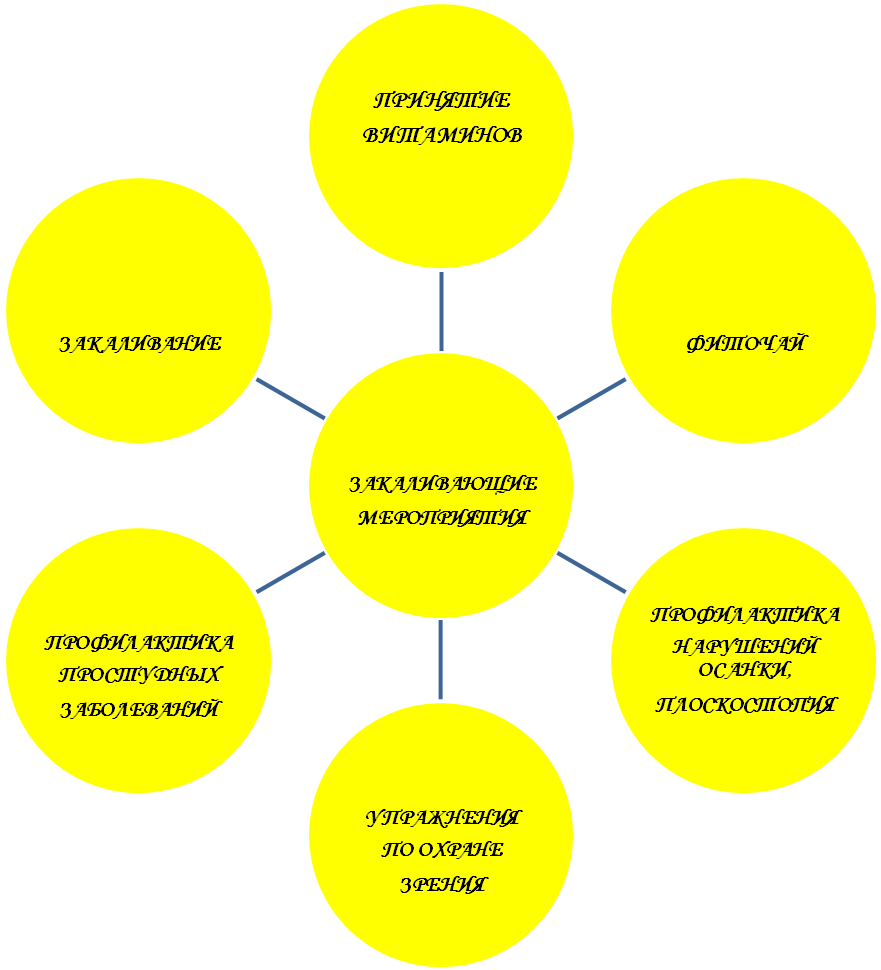 ПРИНЯТИЕ
ВИТАМИНОВ
ФИТОЧАЙ
ПРОФИЛАКТИКА
НАРУШЕНИЙ
ОСАНКИ,
ПЛОСКОСТОПИЯ
УПРАЖНЕНИЯ
ПО ОХРАНЕ
ЗРЕНИЯ
ПРОФИЛАКТИКА
ПРОСТУДНЫХ
ЗАБОЛЕВАНИЙ
ЗАКАЛИВАНИЕ
ЗАКАЛИВАЮЩИЕ
МЕРОПРИЯТИЯ